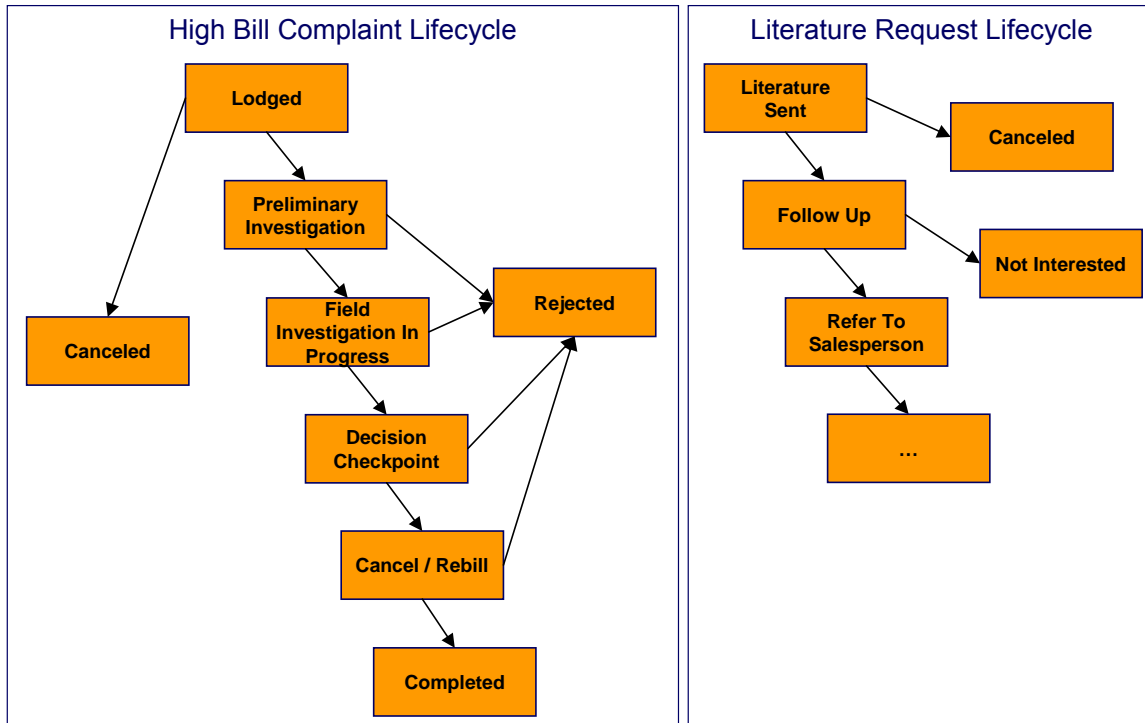 High Bill Complaint Lifecycle
Lodged
Preliminary
Investigation
Field
Investigation In
Progress
Rejected
Canceled
Decision
Checkpoint
Cancel / Rebill
Completed
Literature Request Lifecycle
Literature
Sent
Canceled
Follow Up
Not Interested
Refer To
Salesperson
…